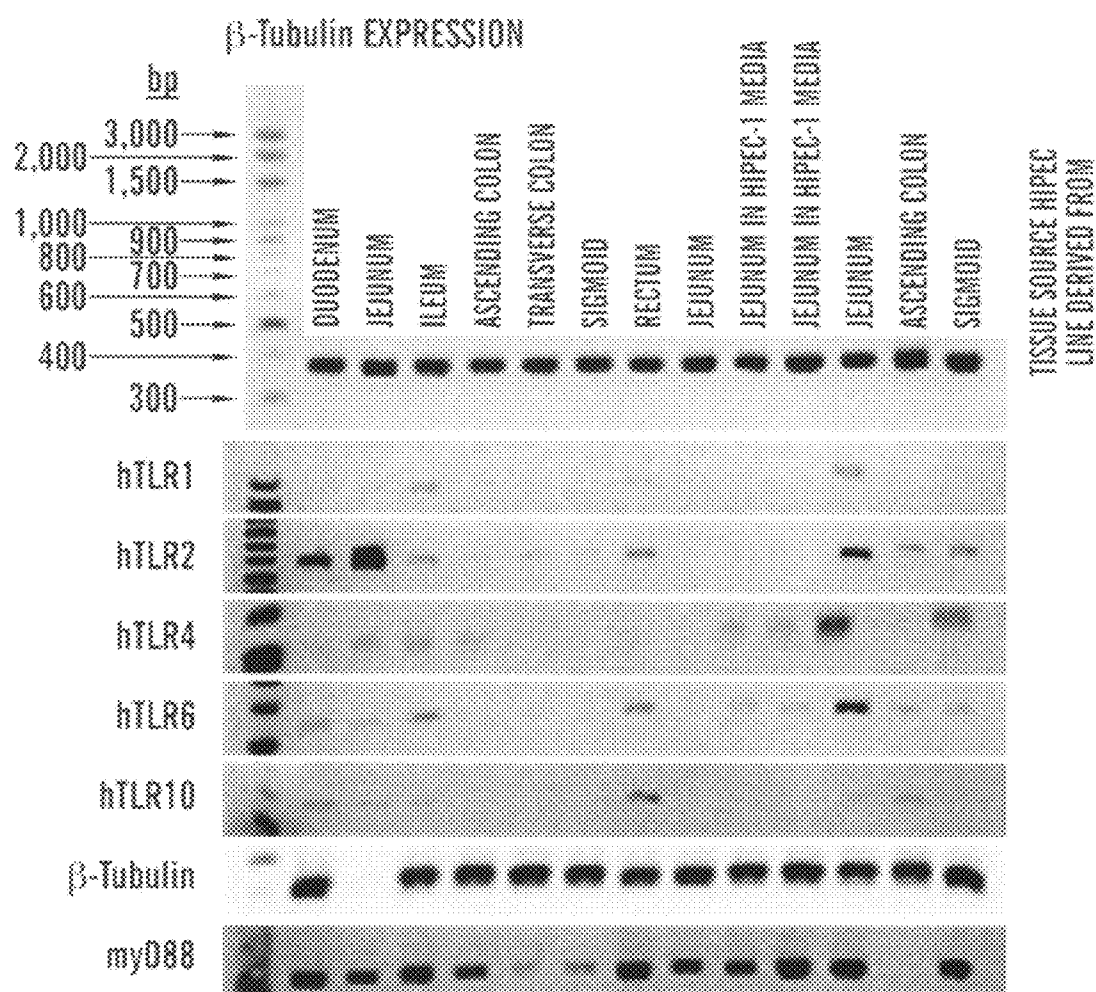 β-Tubulin EXPRESSION
bp
3,000
2,000
1,500
1,000
900
800
700
600
500
400
300
DUODENUM
JEJUNUM
ILEUM
ASCENDING COLON
TRANSVERSE COLON
SIGMOID
RECTUM
JEJUNUM
JEJUNUM IN HIPEC-1 MEDIA
JEJUNUM IN HIPEC-1 MEDIA
JEJUNUM
ASCENDING COLON
SIGMOID
TISSUE SOURCE HIPEC
LINE DERIVED FROM
hTLR1
hTLR2
hTLR4
hTLR6
hTLR10
β-Tubulin
myD88